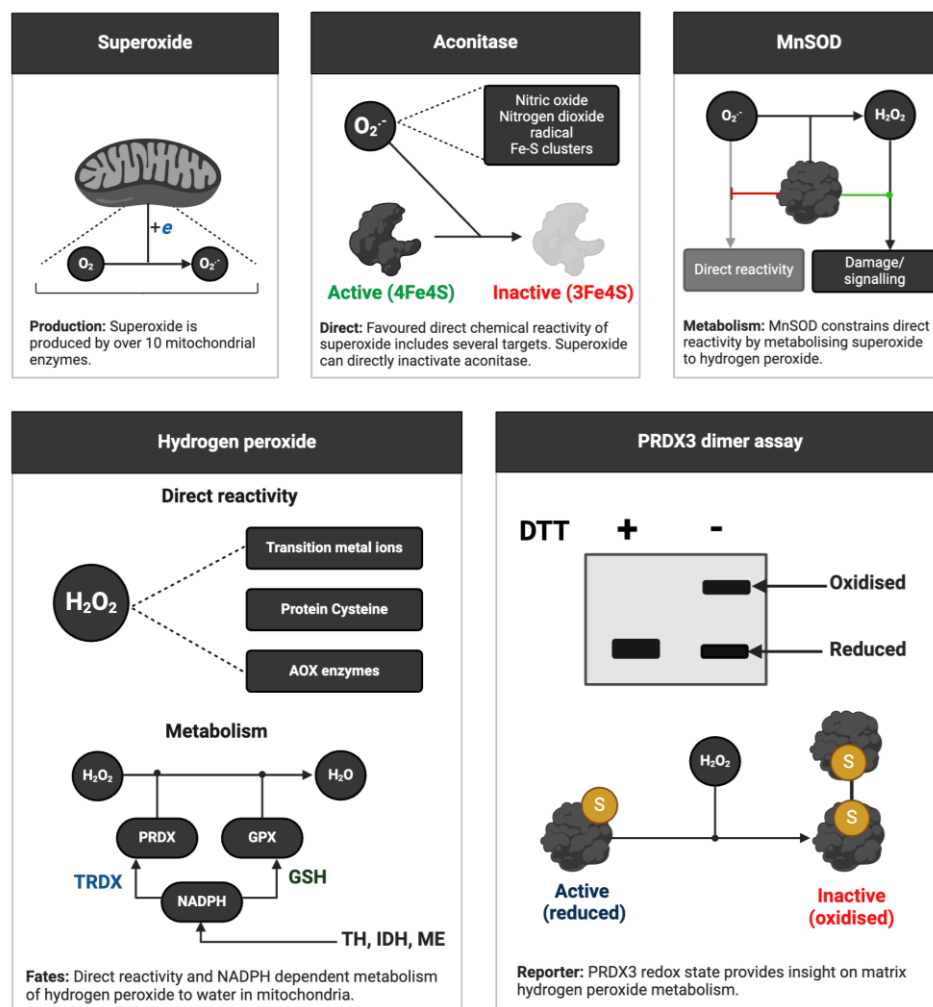 Superoxide
+e
O₂
O₂·-
Production: Superoxide is
produced by over 10 mitochondrial
enzymes.
Aconitase
O₂·-
Nitric oxide
Nitrogen dioxide
radical
Fe-S clusters
Active (4Fe4S)
Inactive (3Fe4S)
Direct: Favoured direct chemical reactivity of
superoxide includes several targets. Superoxide
can directly inactivate aconitase.
MnSOD
O₂·-
H₂O₂
Direct reactivity
Damage/
signalling
Metabolism: MnSOD constrains direct
reactivity by metabolising superoxide
to hydrogen peroxide.
Hydrogen peroxide
Direct reactivity
H₂O₂
Transition metal ions
Protein Cysteine
AOX enzymes
Metabolism
H₂O₂
H₂O
PRDX
GPX
TRDX
GSH
NADPH
TH, IDH, ME
Fates: Direct reactivity and NADPH dependent metabolism
of hydrogen peroxide to water in mitochondria.
PRDX3 dimer assay
DTT + -
Oxidised
Reduced
H₂O₂
S
S
S
Active
(reduced)
Inactive
(oxidised)
Reporter: PRDX3 redox state provides insight on matrix
hydrogen peroxide metabolism.